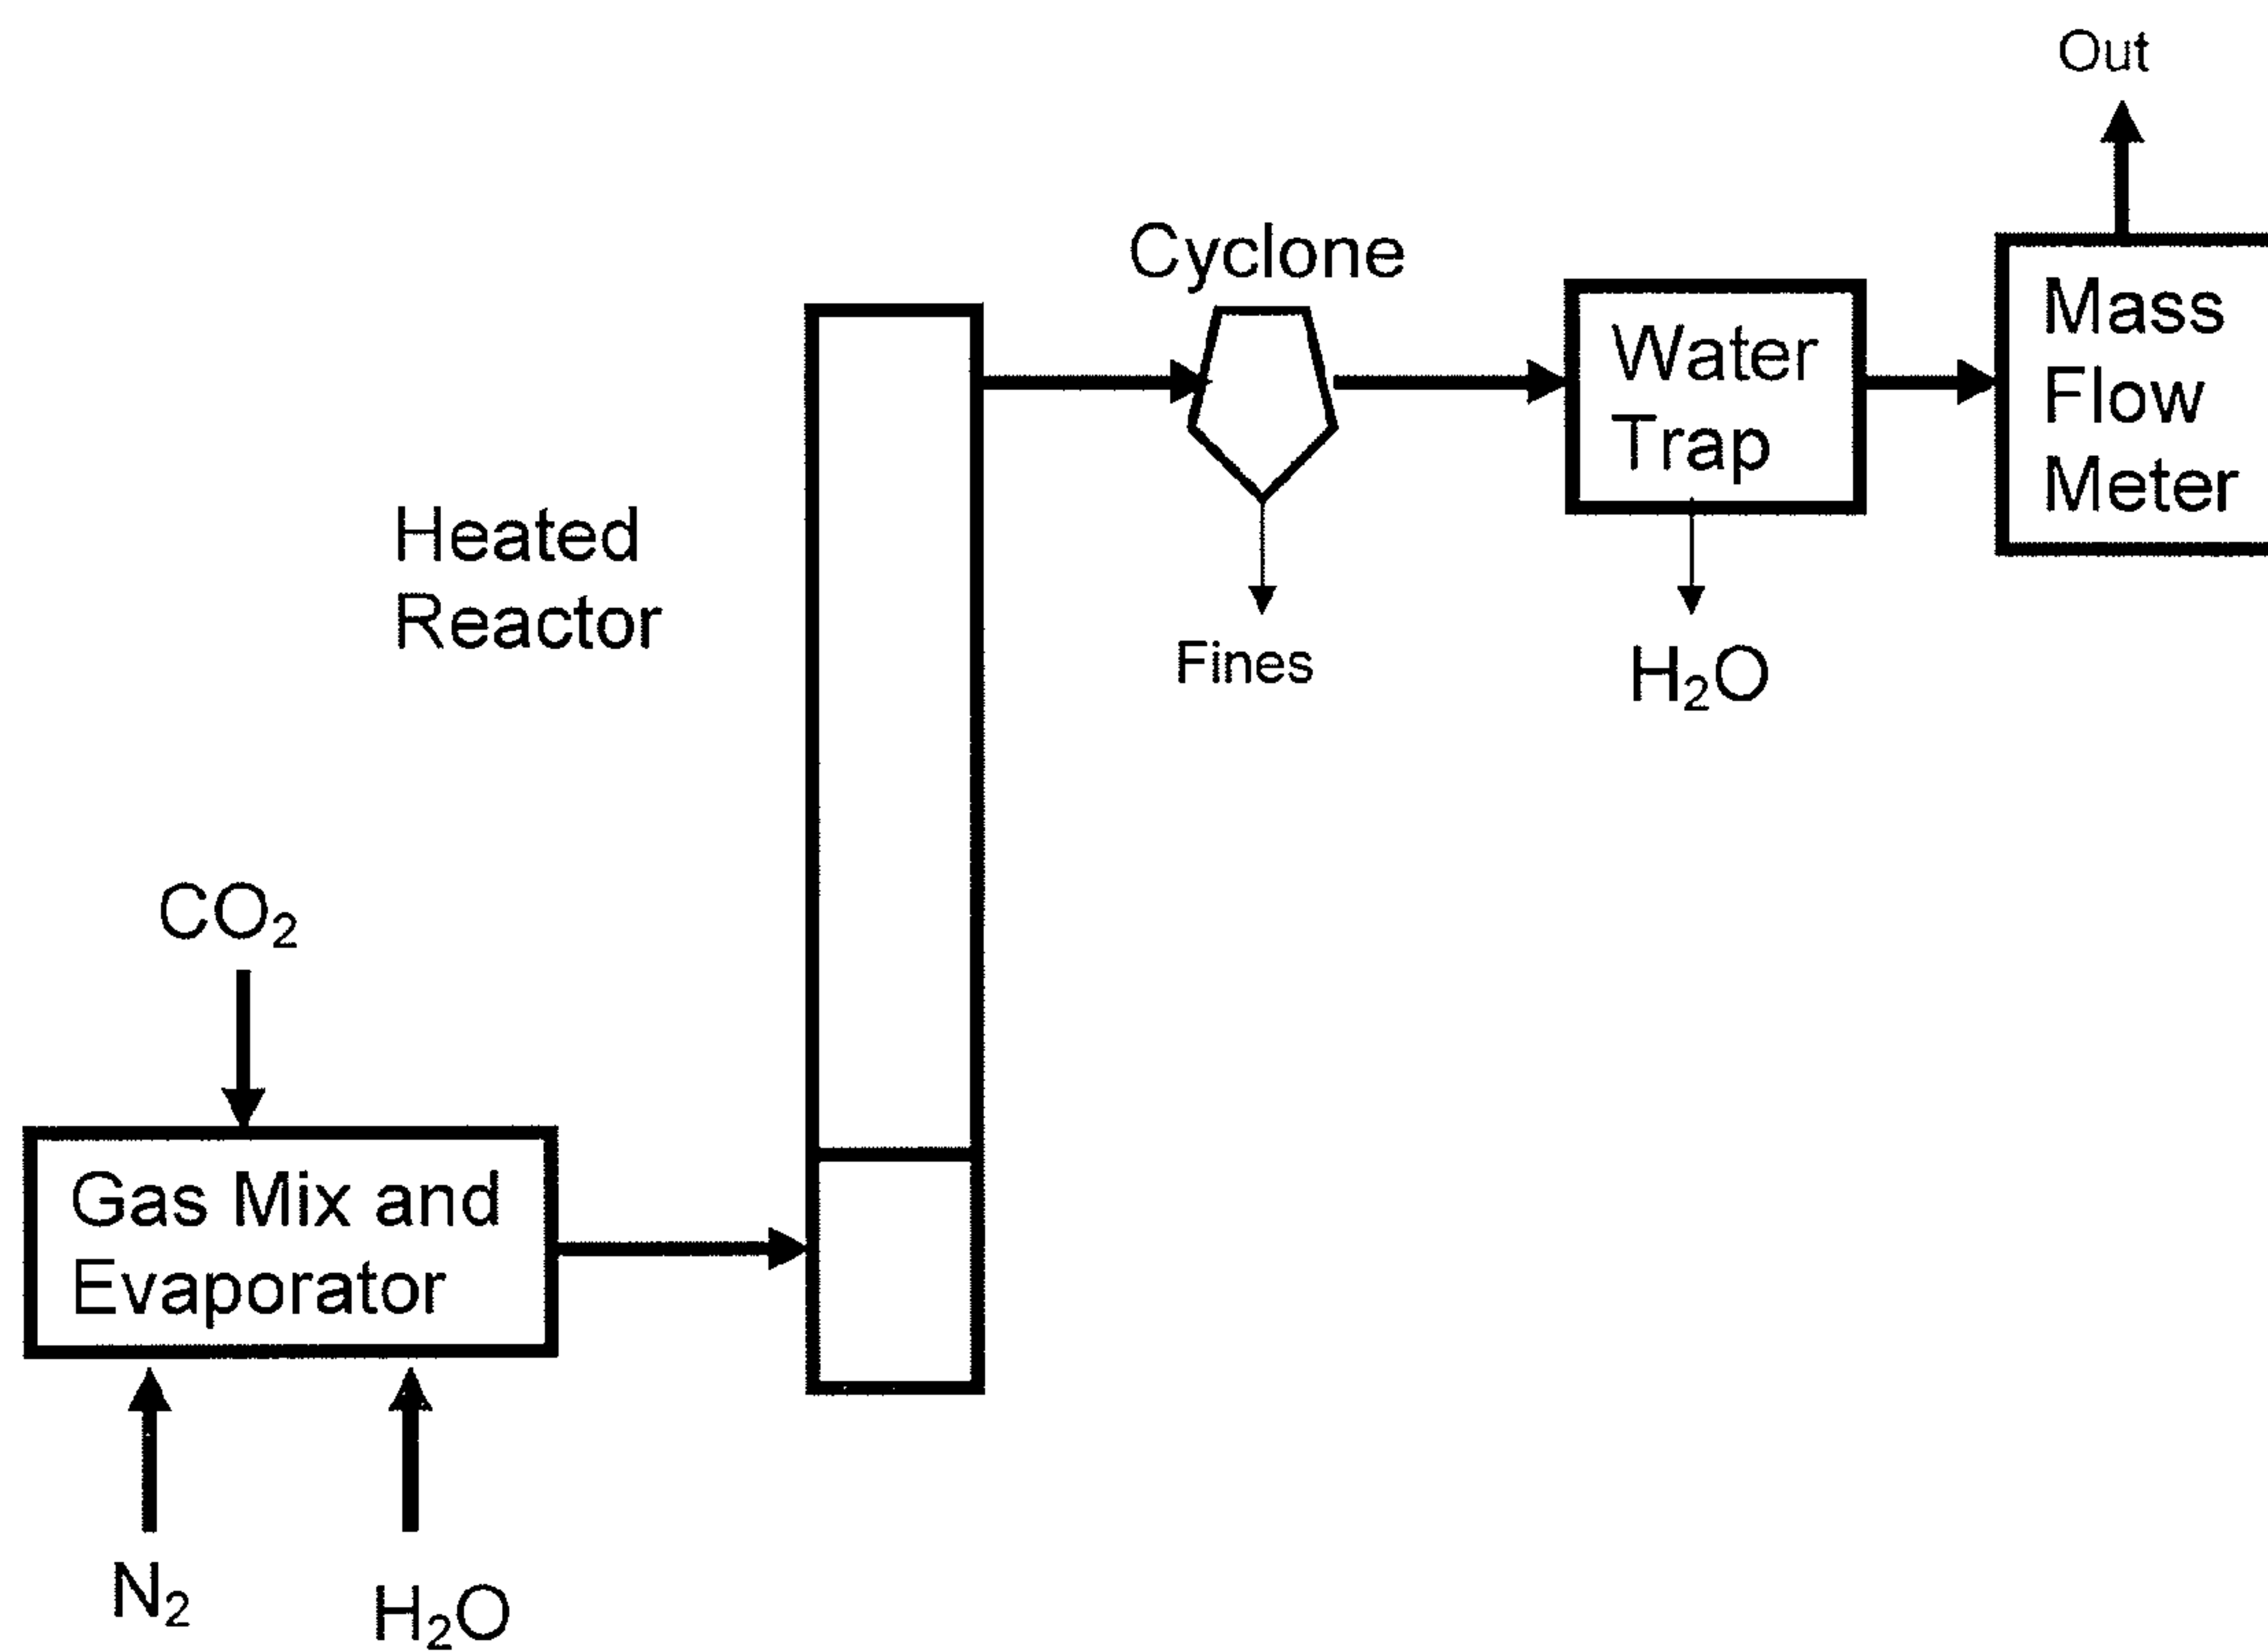 Out
Cyclone
Mass
Flow
Meter
Water
Trap
Heated
Reactor
Fines
H₂O
CO₂
Gas Mix and
Evaporator
N₂
H₂O